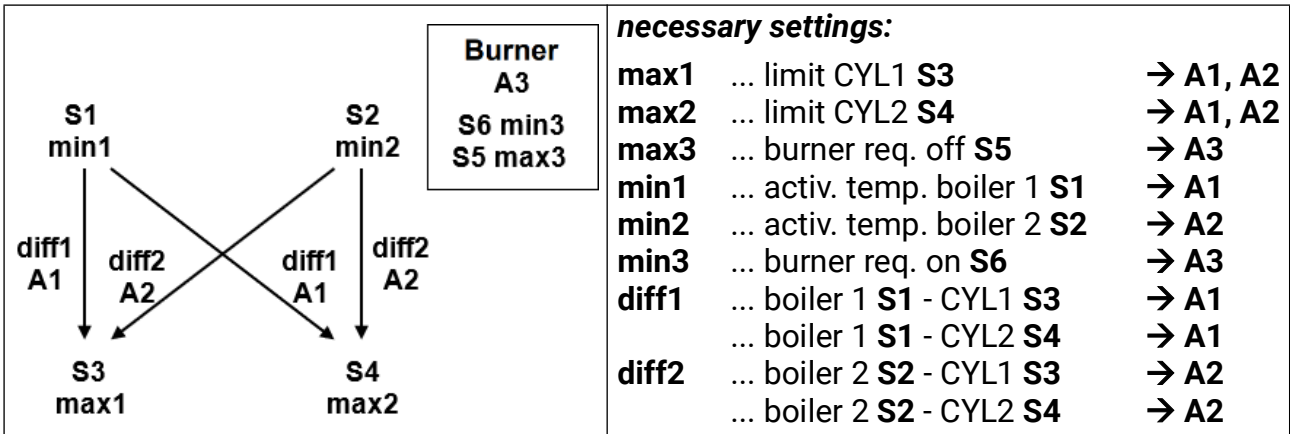 Burner
A3
S6 min3
S5 max3
S1
min1
S2
min2
diff1
A1
diff2
A2
diff1
A1
diff2
A2
S3
max1
S4
max2
necessary settings:
max1 ... limit CYL1 S3 → A1, A2
max2 ... limit CYL2 S4 → A1, A2
max3 ... burner req. off S5 → A3
min1 ... activ. temp. boiler 1 S1 → A1
min2 ... activ. temp. boiler 2 S2 → A2
min3 ... burner req. on S6 → A3
diff1 ... boiler 1 S1 - CYL1 S3 → A1
... boiler 1 S1 - CYL2 S4 → A1
diff2 ... boiler 2 S2 - CYL1 S3 → A2
... boiler 2 S2 - CYL2 S4 → A2